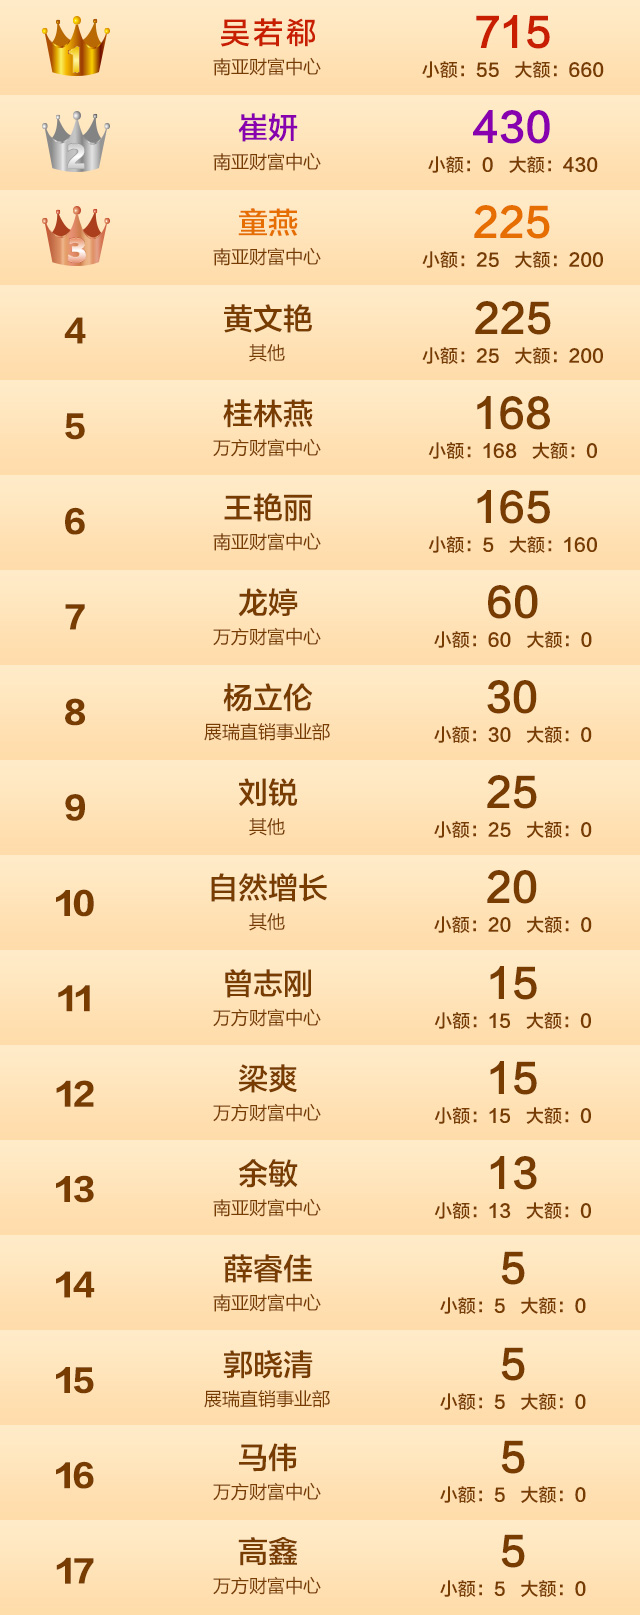 1
吴若郗
715
南亚财富中心
小额：55 大额：660
2
崔妍
430
南亚财富中心
小额：0 大额：430
3
童燕
225
南亚财富中心
小额：25 大额：200
4
黄文艳
225
其他
小额：25 大额：200
5
桂林燕
168
万方财富中心
小额：168 大额：0
6
王艳丽
165
南亚财富中心
小额：5 大额：160
7
龙婷
60
万方财富中心
小额：60 大额：0
8
杨立伦
30
展瑞直销事业部
小额：30 大额：0
9
刘锐
25
其他
小额：25 大额：0
10
自然增长
20
其他
小额：20 大额：0
11
曾志刚
15
万方财富中心
小额：15 大额：0
12
梁爽
15
万方财富中心
小额：15 大额：0
13
余敏
13
南亚财富中心
小额：13 大额：0
14
薛睿佳
5
南亚财富中心
小额：5 大额：0
15
郭晓清
5
展瑞直销事业部
小额：5 大额：0
16
马伟
5
万方财富中心
小额：5 大额：0
17
高鑫
5
万方财富中心
小额：5 大额：0